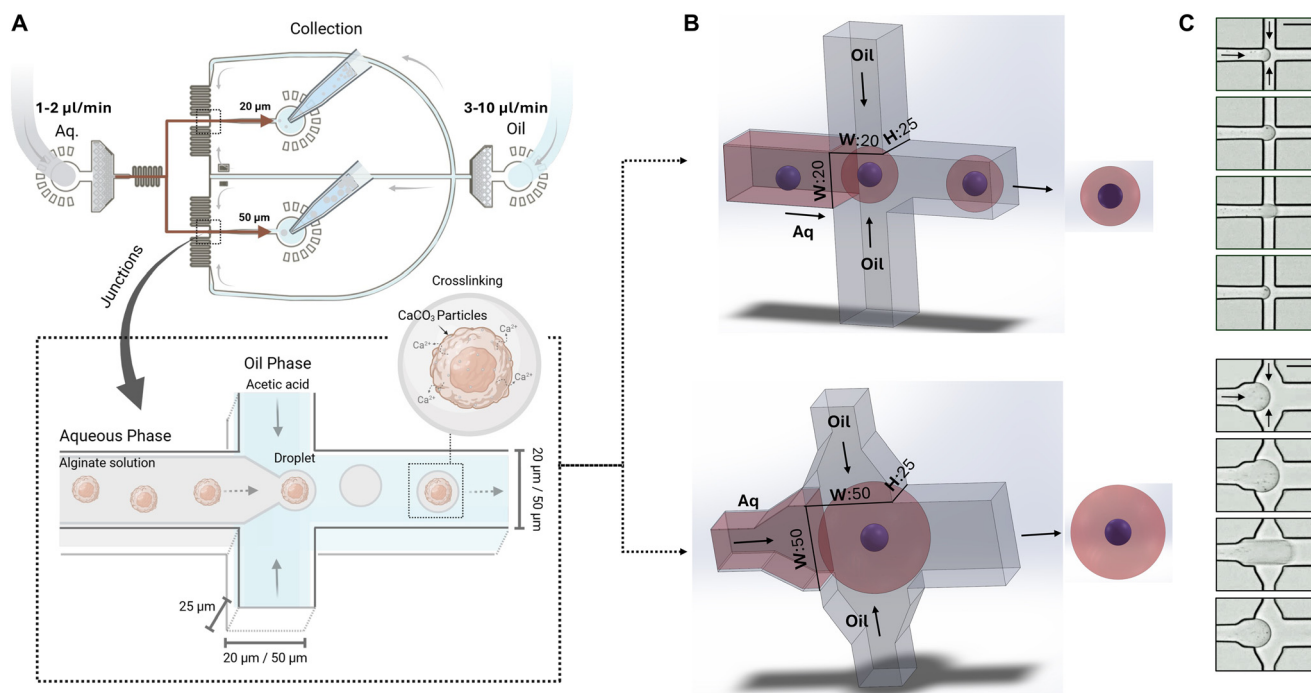 A
Collection
1-2 µl/min
Aq.
20 µm
3-10 µl/min
Oil
50 µm
Junctions
Crosslinking
CaCO₃ Particles
Ca²⁺
Ca²⁺
Ca²⁺
Ca²⁺
Ca²⁺
Oil Phase
Acetic acid
Aqueous Phase
Alginate solution
Droplet
20 µm / 50 µm
25 µm
20 µm / 50 µm
B
Oil
W:20
H:25
W:20
Aq
Oil
Oil
Aq
W:50
H:25
W:50
Oil
C